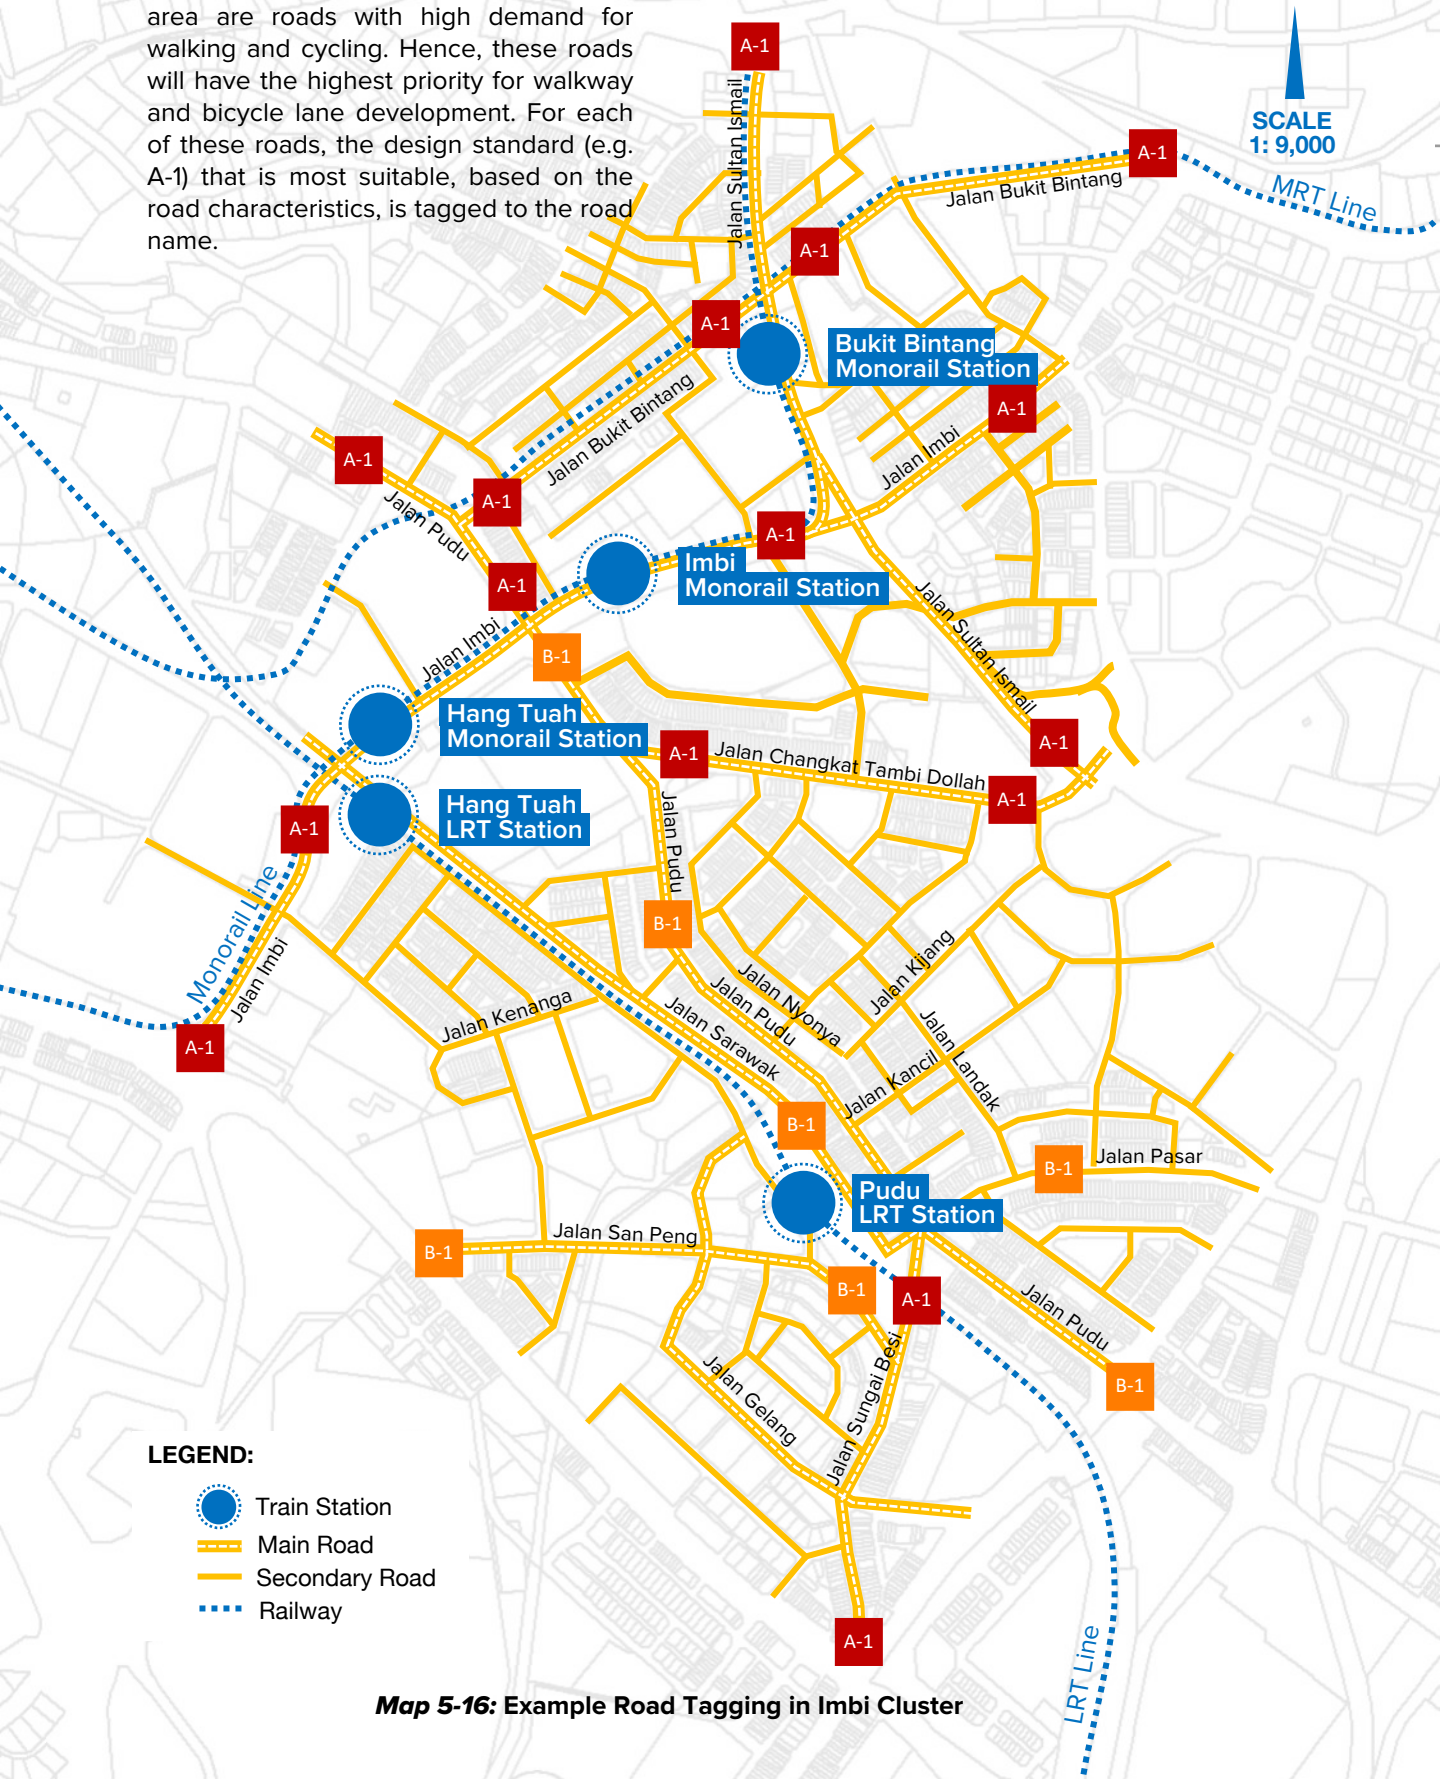 area are roads with high demand for
walking and cycling. Hence, these roads
will have the highest priority for walkway
and bicycle lane development. For each
of these roads, the design standard (e.g.
A-1) that is most suitable, based on the
road characteristics, is tagged to the road
name.
A-1
Jalan Sultan Ismail
SCALE
1: 9,000
A-1
Jalan Bukit Bintang
MRT Line
A-1
A-1
Bukit Bintang
Monorail Station
A-1
Jalan Bukit Bintang
Jalan Imbi
A-1
Jalan Pudu
A-1
A-1
Imbi
Monorail Station
A-1
Jalan Sultan Ismail
Jalan Imbi
B-1
Hang Tuah
Monorail Station
A-1
Jalan Changkat Tambi Dollah
A-1
A-1
Hang Tuah
LRT Station
A-1
Jalan Pudu
Monorail Line
Jalan Imbi
B-1
Jalan Kijang
Jalan Nyonya
Jalan Pudu
Jalan Kenanga
Jalan Sarawak
Jalan Landak
A-1
Jalan Kancil
B-1
B-1
Jalan Pasar
Pudu
LRT Station
Jalan San Peng
B-1
B-1
A-1
Jalan Pudu
B-1
Jalan Gelang
Jalan Sungai Besi
LEGEND:
Train Station
Main Road
Secondary Road
Railway
A-1
LRT Line
Map 5-16: Example Road Tagging in Imbi Cluster